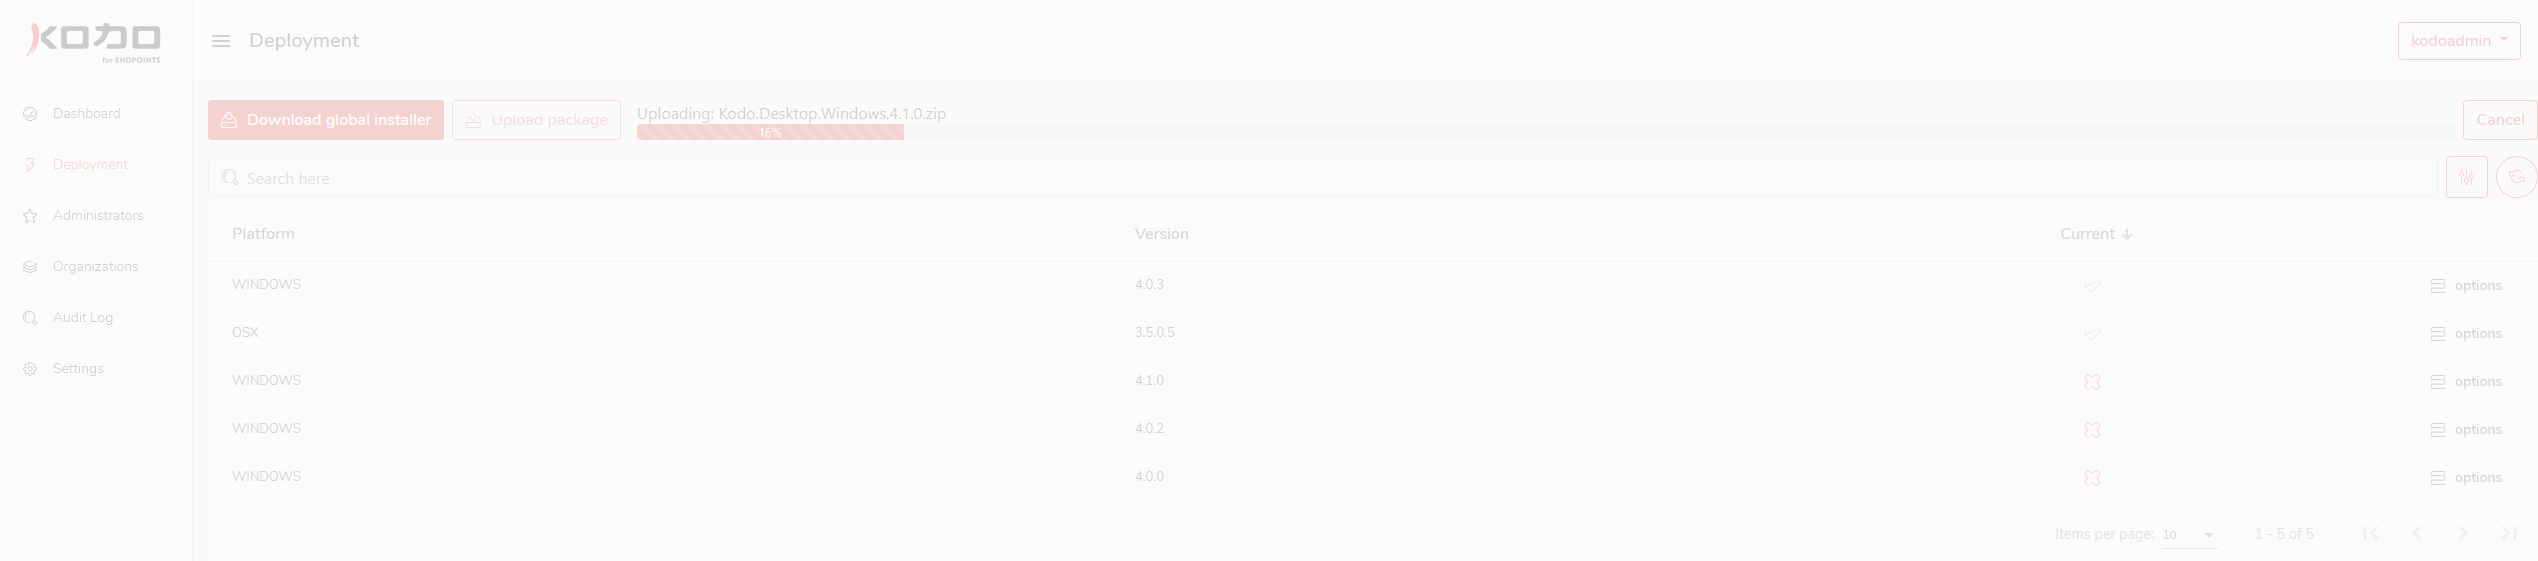 KODO
for ENDPOINTS
Deployment
kodoadmin
Dashboard
Deployment
Administrators
Organizations
Audit Log
Settings
Download global installer
Upload package
Uploading: Kodo.Desktop.Windows.4.1.0.zip
16%
Cancel
Search here
Platform Version Current
WINDOWS 4.0.3 options
OSX 3.5.0.5 options
WINDOWS 4.1.0 options
WINDOWS 4.0.2 options
WINDOWS 4.0.0 options
Items per page: 10 1 - 5 of 5